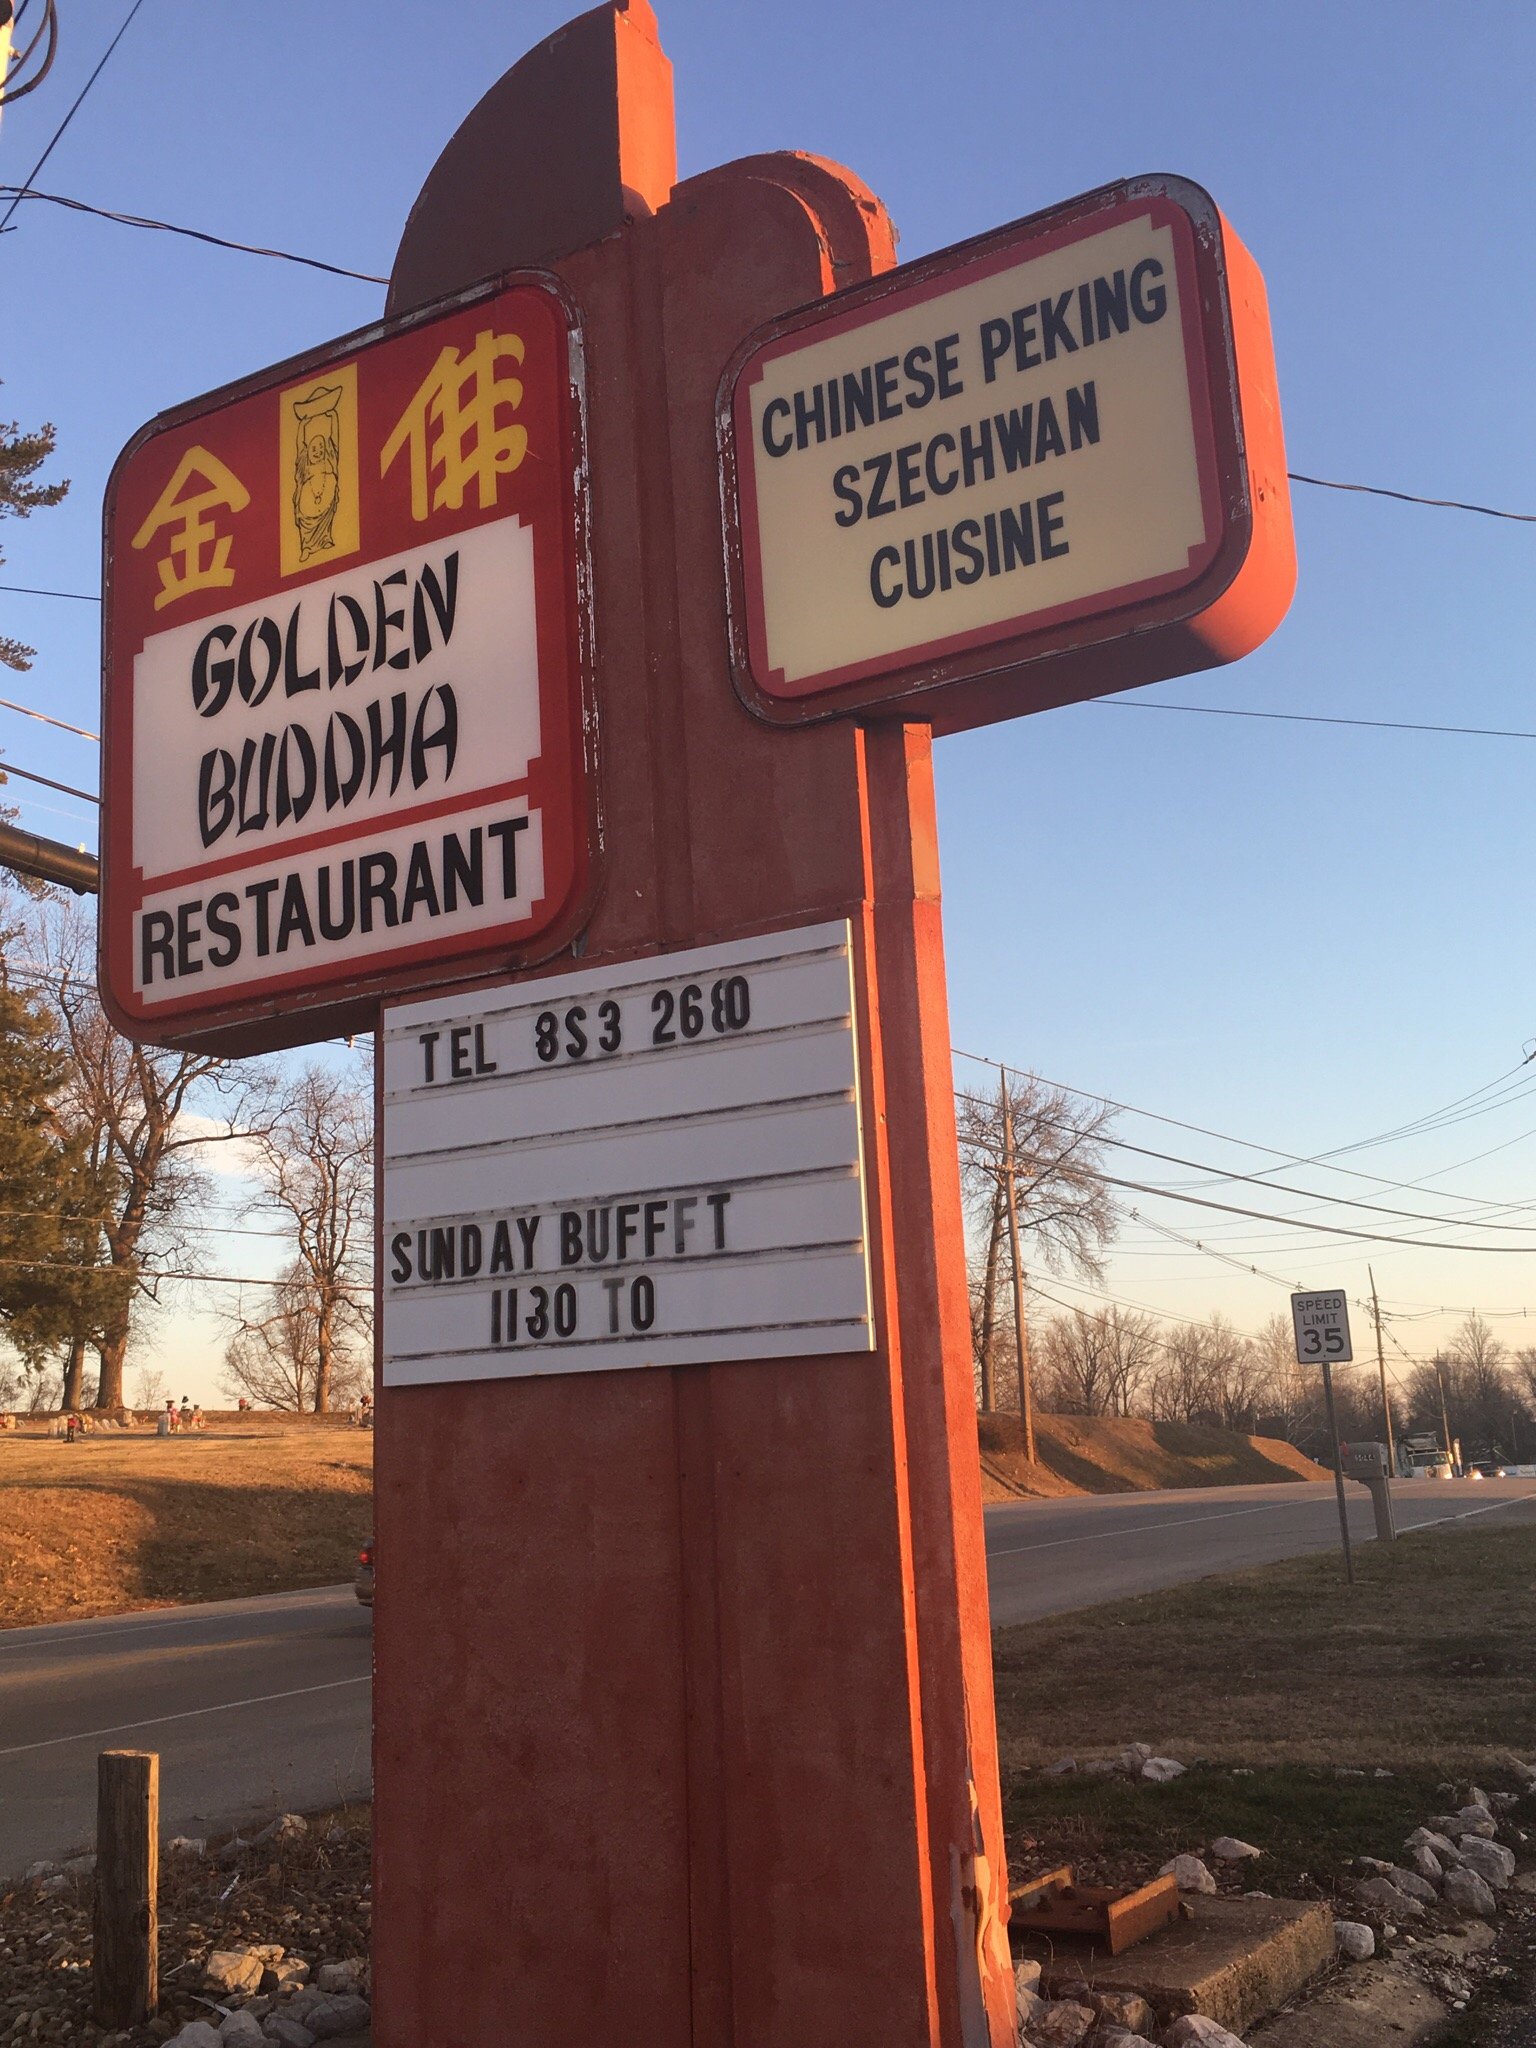 金 佛
GOLDEN
BUDDHA
RESTAURANT
CHINESE PEKING
SZECHWAN
CUISINE
TEL 8S3 2680
SUNDAY BUFFFT
1130 TO
SPEED
LIMIT
35